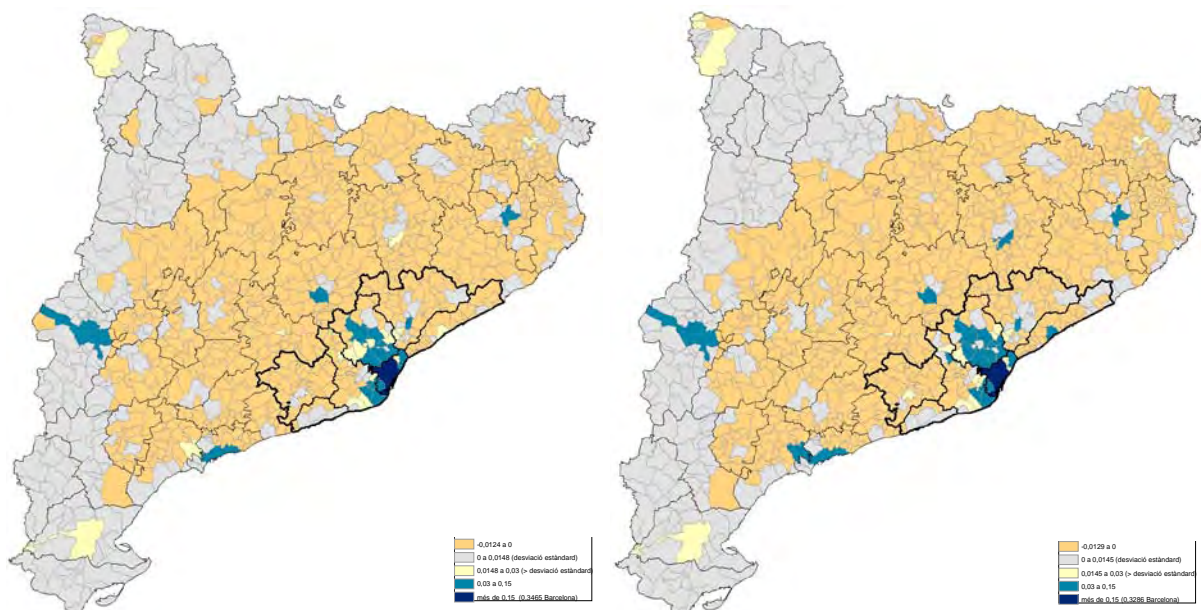 -0,0124 a 0
0 a 0,0148 (desviació estàndard)
0,0148 a 0,03 (> desviació estàndard)
0,03 a 0,15
més de 0,15 (0,3465 Barcelona)
-0,0129 a 0
0 a 0,0145 (desviació estàndard)
0,0145 a 0,03 (> desviació estàndard)
0,03 a 0,15
més de 0,15 (0,3286 Barcelona)